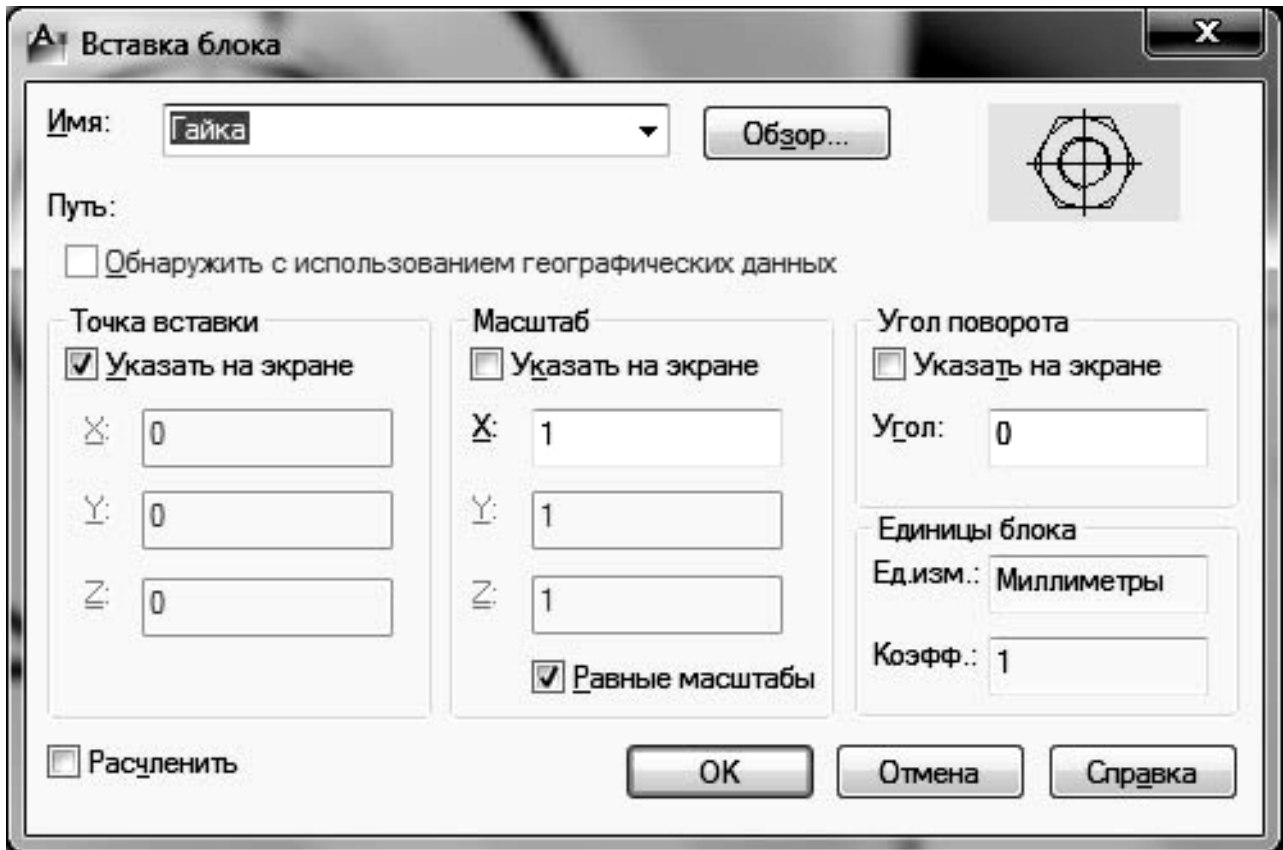 Вставка блока
Имя: Гайка Обзор...
Путь:
Обнаружить с использованием географических данных
Точка вставки
Указать на экране
X: 0
Y: 0
Z: 0
Масштаб
Указать на экране
X: 1
Y: 1
Z: 1
Равные масштабы
Угол поворота
Указать на экране
Угол: 0
Единицы блока
Ед.изм.: Миллиметры
Коэфф.: 1
Расчленить
OK Отмена Справка